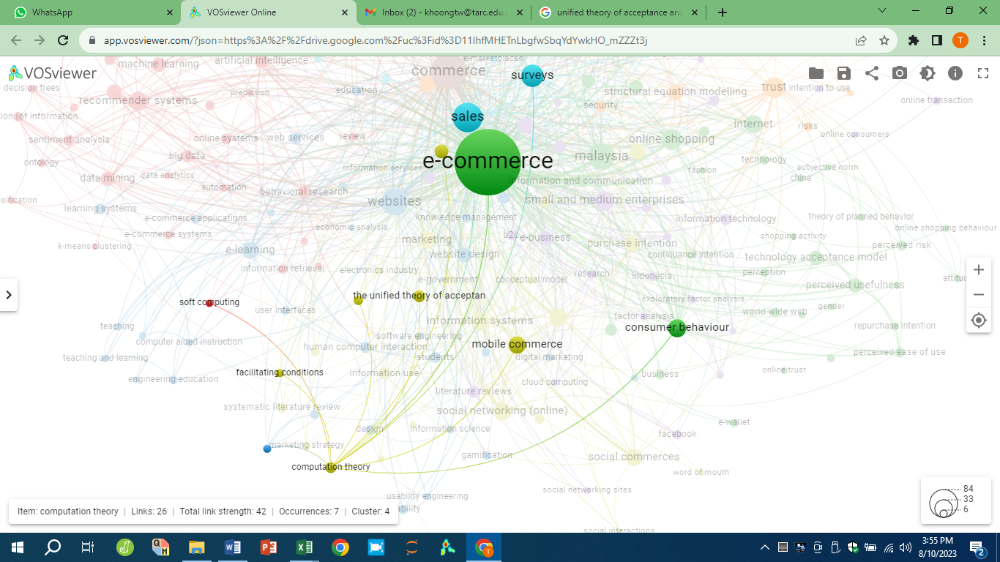 WhatsApp
VOSviewer Online
Inbox (2) - khoongtw@tarc.edu.
unified theory of acceptance and
app.vosviewer.com/?json=https%3A%2F%2Fdrive.google.com%2Fuc%3Fid%3D11IhfMHETnLbgfwSbqYdYwkHO_mZZZt3j
T
VOSviewer
e-marketplaces
artificial intelligence
machine learning
commerce
surveys
decision trees
prediction
education
structural equation modelling
trust
intention to use
recommender systems
security
online transaction
ion (of information
sales
internet
risks
sentiment analysis
online systems
web services
review
online shopping
online consumers
ontology
big data
e-commerce
malaysia
technology
data mining
data analytics
information services
information and communication
fashion
subjective norm
china
automation
behavioral research
websites
small and medium enterprises
ssification
learning systems
e-commerce applications
knowledge management
information technology
theory of planned behavior
e-commerce systems
economic analysis
marketing
b2c
e-business
purchase intention
shopping activity
online shopping behaviour
k-means clustering
e-learning
website design
continuance intention
technology acceptance model
perceived risk
information retrieval
electronics industry
e-government
conceptual model
research
indonesia
perception
perceived usefulness
attitud
soft computing
the unified theory of acceptan
exploratory factor analysis
user interfaces
world wide web
gender
teaching
information systems
factor analysis
consumer behaviour
repurchase intention
computer aided instruction
human computer interaction
software engineering
mobile commerce
teaching and learning
students
digital marketing
perceived ease of use
facilitating conditions
information use
business
online trust
engineering education
cloud computing
literature reviews
systematic literature review
social networking (online)
design
information science
e-wallet
marketing strategy
facebook
computation theory
gamification
social commerces
word of mouth
social networking sites
usability engineering
ability
social interactions
84
33
6
Item: computation theory | Links: 26 | Total link strength: 42 | Occurrences: 7 | Cluster: 4
3:55 PM
8/10/2023
2